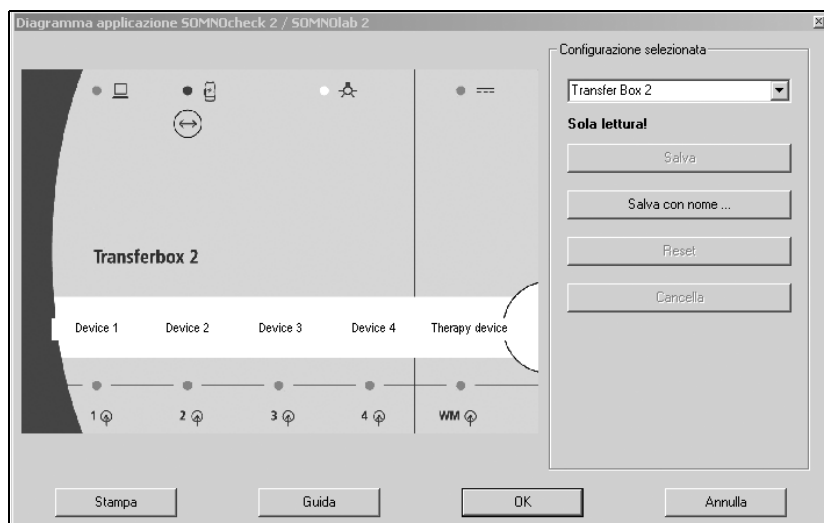 Diagramma applicazione SOMNOcheck 2 / SOMNOlab 2
Configurazione selezionata
Transfer Box 2
Sola lettura!
Salva
Salva con nome ...
Reset
Cancella
Transferbox 2
Device 1 Device 2 Device 3 Device 4 Therapy device
1 2 3 4 WM
Stampa Guida OK Annulla